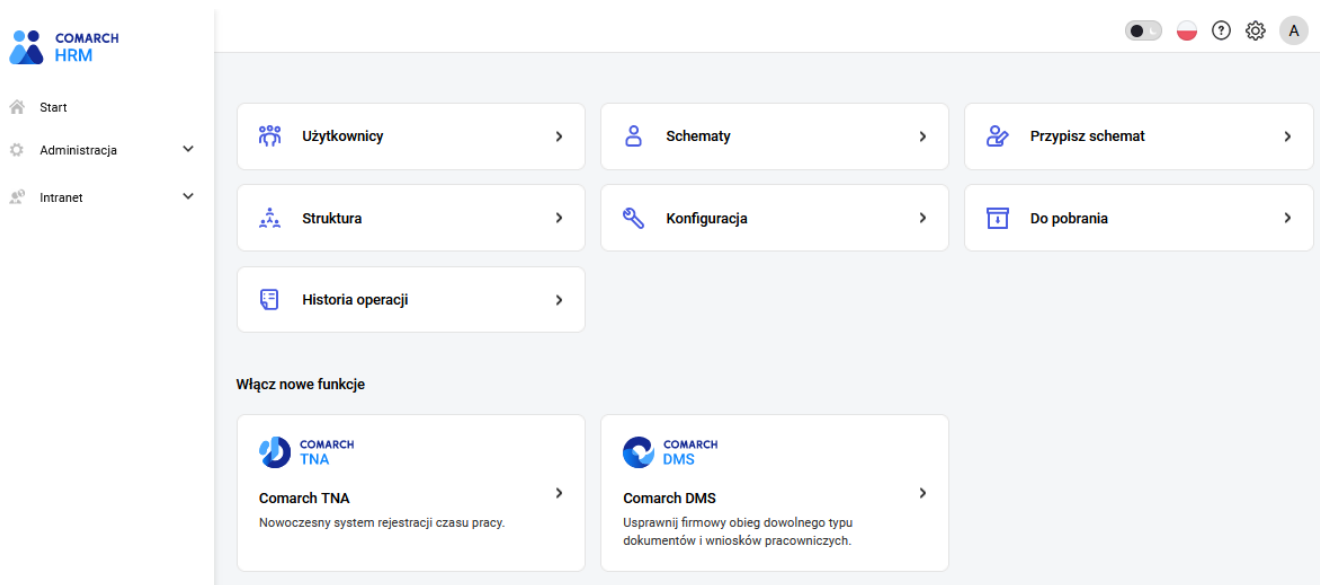 COMARCH
HRM
A
Start
Administracja
Intranet
Użytkownicy
Schematy
Przypisz schemat
Struktura
Konfiguracja
Do pobrania
Historia operacji
Włącz nowe funkcje
COMARCH
TNA
Comarch TNA
Nowoczesny system rejestracji czasu pracy.
COMARCH
DMS
Comarch DMS
Usprawnij firmowy obieg dowolnego typu
dokumentów i wniosków pracowniczych.